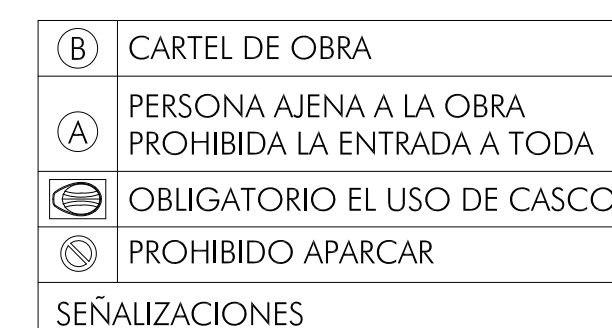 B CARTEL DE OBRA
A PERSONA AJENA A LA OBRA
PROHIBIDA LA ENTRADA A TODA
OBLIGATORIO EL USO DE CASCO
PROHIBIDO APARCAR
SEÑALIZACIONES